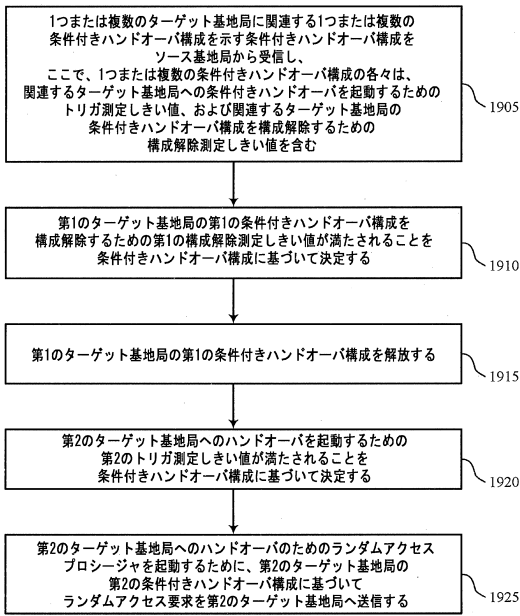 1つまたは複数のターゲット基地局に関連する1つまたは複数の
条件付きハンドオーバ構成を示す条件付きハンドオーバ構成を
ソース基地局から受信し、
ここで、1つまたは複数の条件付きハンドオーバ構成の各々は、
関連するターゲット基地局への条件付きハンドオーバを起動するための
トリガ測定しきい値、および関連するターゲット基地局の
条件付きハンドオーバ構成を構成解除するための
構成解除測定しきい値を含む
1905
第1のターゲット基地局の第1の条件付きハンドオーバ構成を
構成解除するための第1の構成解除測定しきい値が満たされることを
条件付きハンドオーバ構成に基づいて決定する
1910
第1のターゲット基地局の第1の条件付きハンドオーバ構成を解放する
1915
第2のターゲット基地局へのハンドオーバを起動するための
第2のトリガ測定しきい値が満たされることを
条件付きハンドオーバ構成に基づいて決定する
1920
第2のターゲット基地局へのハンドオーバのためのランダムアクセス
プロシージャを起動するために、第2のターゲット基地局の
第2の条件付きハンドオーバ構成に基づいて
ランダムアクセス要求を第2のターゲット基地局へ送信する
1925